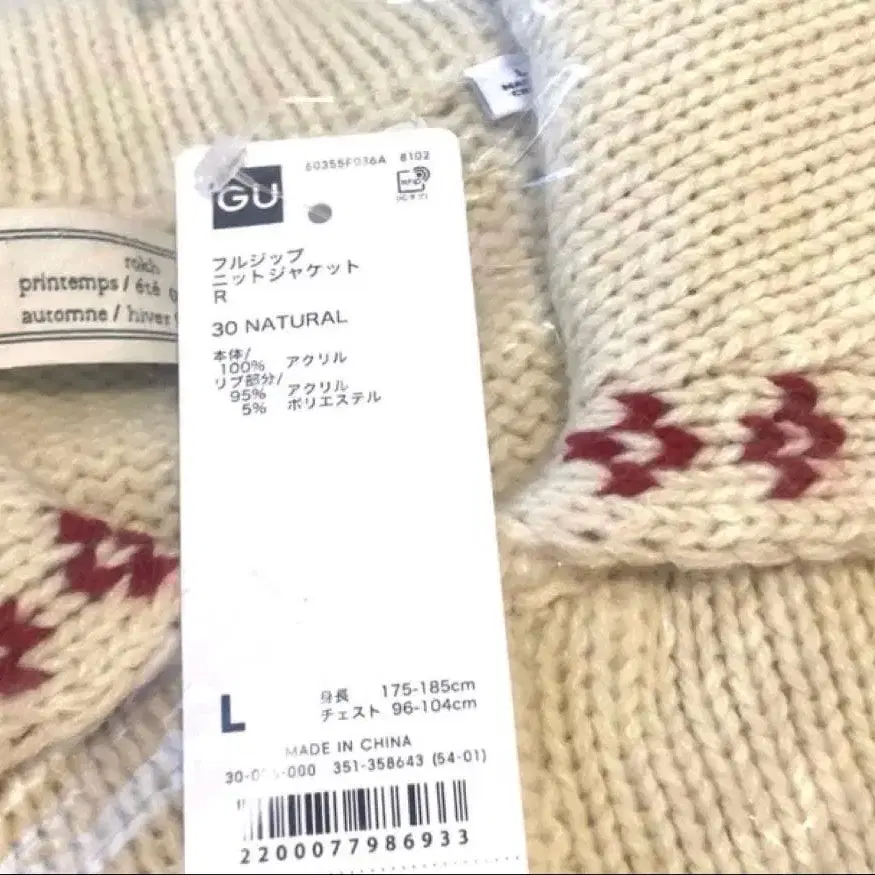 GU
60355F036A 8102
RFID
フルジップ
ニットジャケット
R
30 NATURAL
本体/
100% アクリル
リブ部分/
95% アクリル
5% ポリエステル
rokh
printemps / été
automne / hiver
L
身長 175-185cm
チェスト 96-104cm
MADE IN CHINA
351-358643 (54-01)
2200077986933